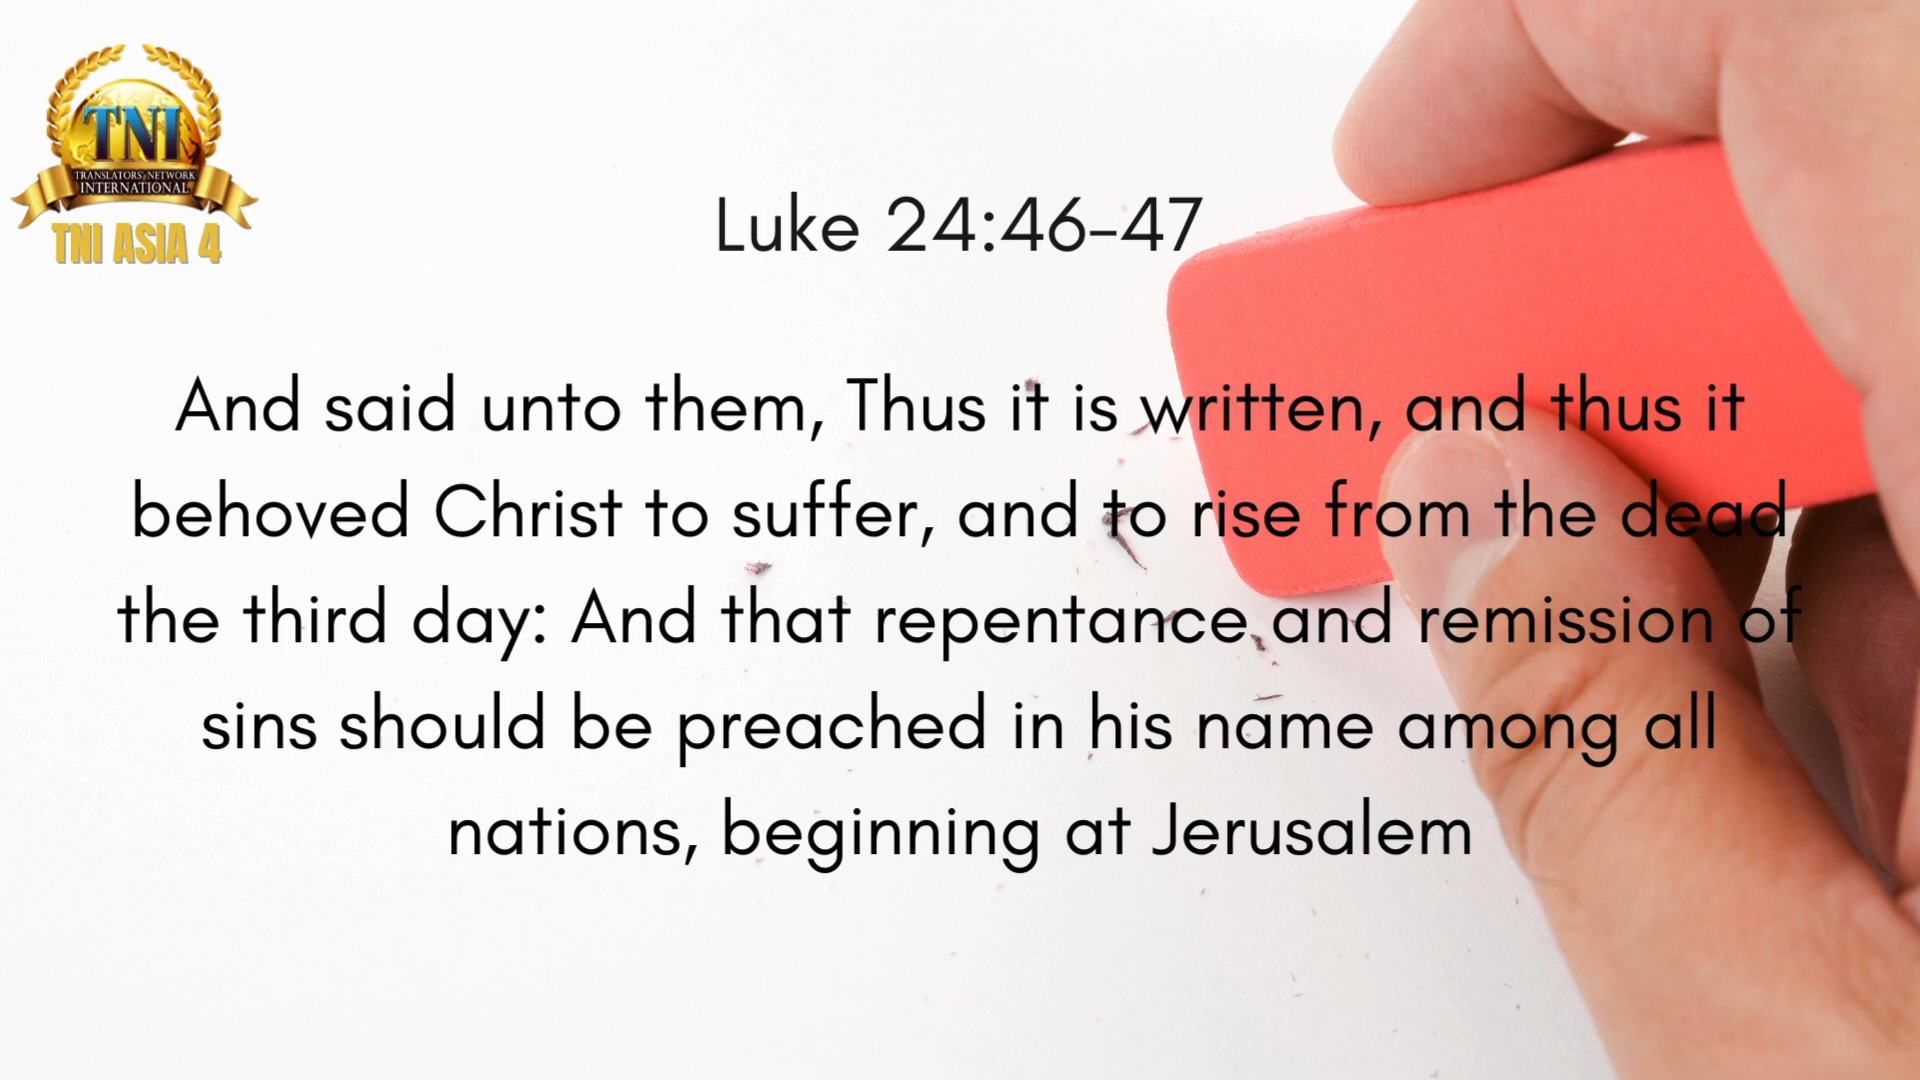 TNI
TRANSLATORS' NETWORK
INTERNATIONAL
TNI ASIA 4
Luke 24:46-47
And said unto them, Thus it is written, and thus it
behoved Christ to suffer, and to rise from the dead
the third day: And that repentance and remission of
sins should be preached in his name among all
nations, beginning at Jerusalem